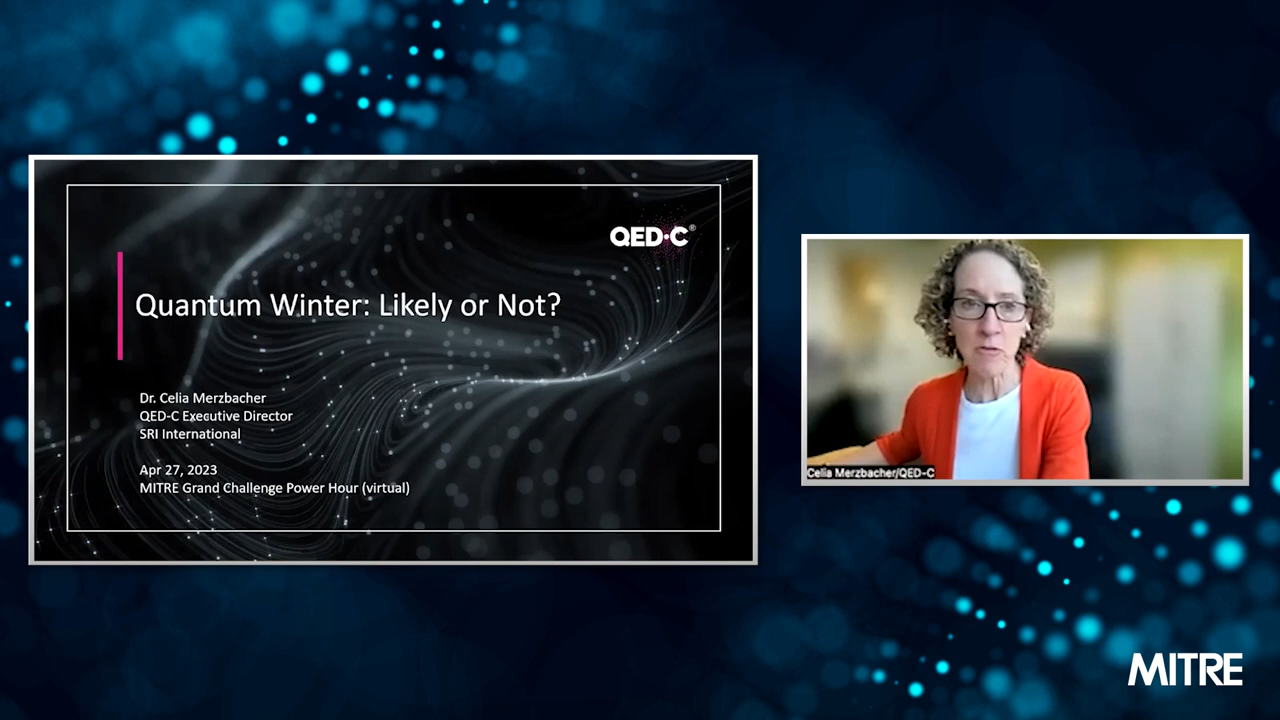 QED·C®
Quantum Winter: Likely or Not?
Dr. Celia Merzbacher
QED-C Executive Director
SRI International
Apr 27, 2023
MITRE Grand Challenge Power Hour (virtual)
Celia Merzbacher/QED-C
MITRE